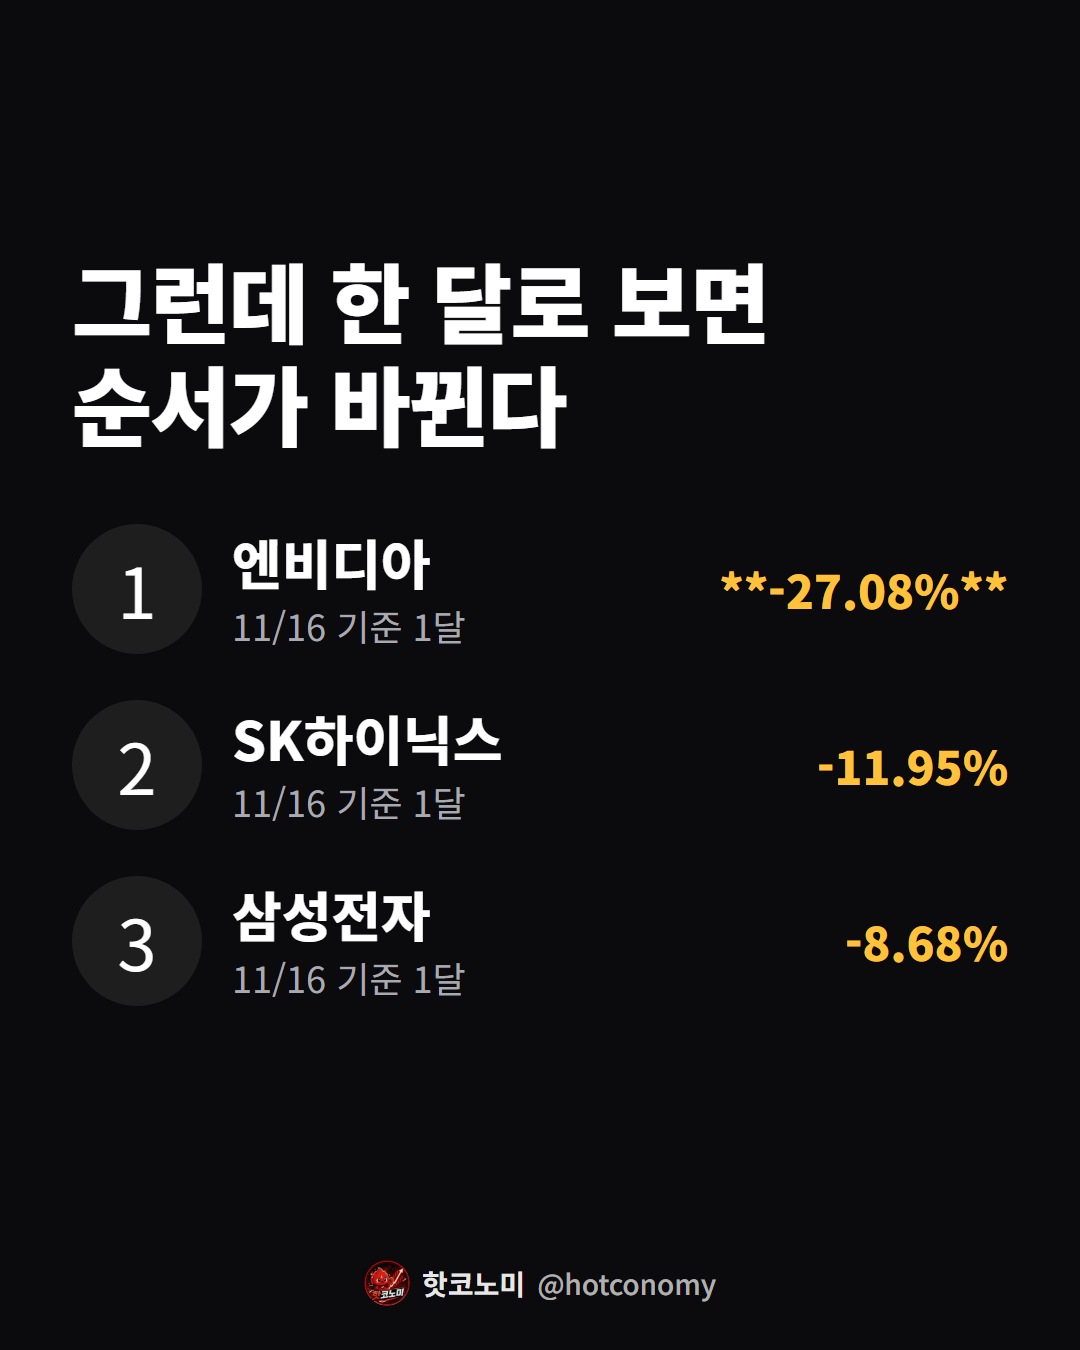 그런데 한 달로 보면
순서가 바뀐다
1
엔비디아
11/16 기준 1달
**-27.08%**
2
SK하이닉스
11/16 기준 1달
-11.95%
3
삼성전자
11/16 기준 1달
-8.68%
핫코노미 @hotconomy